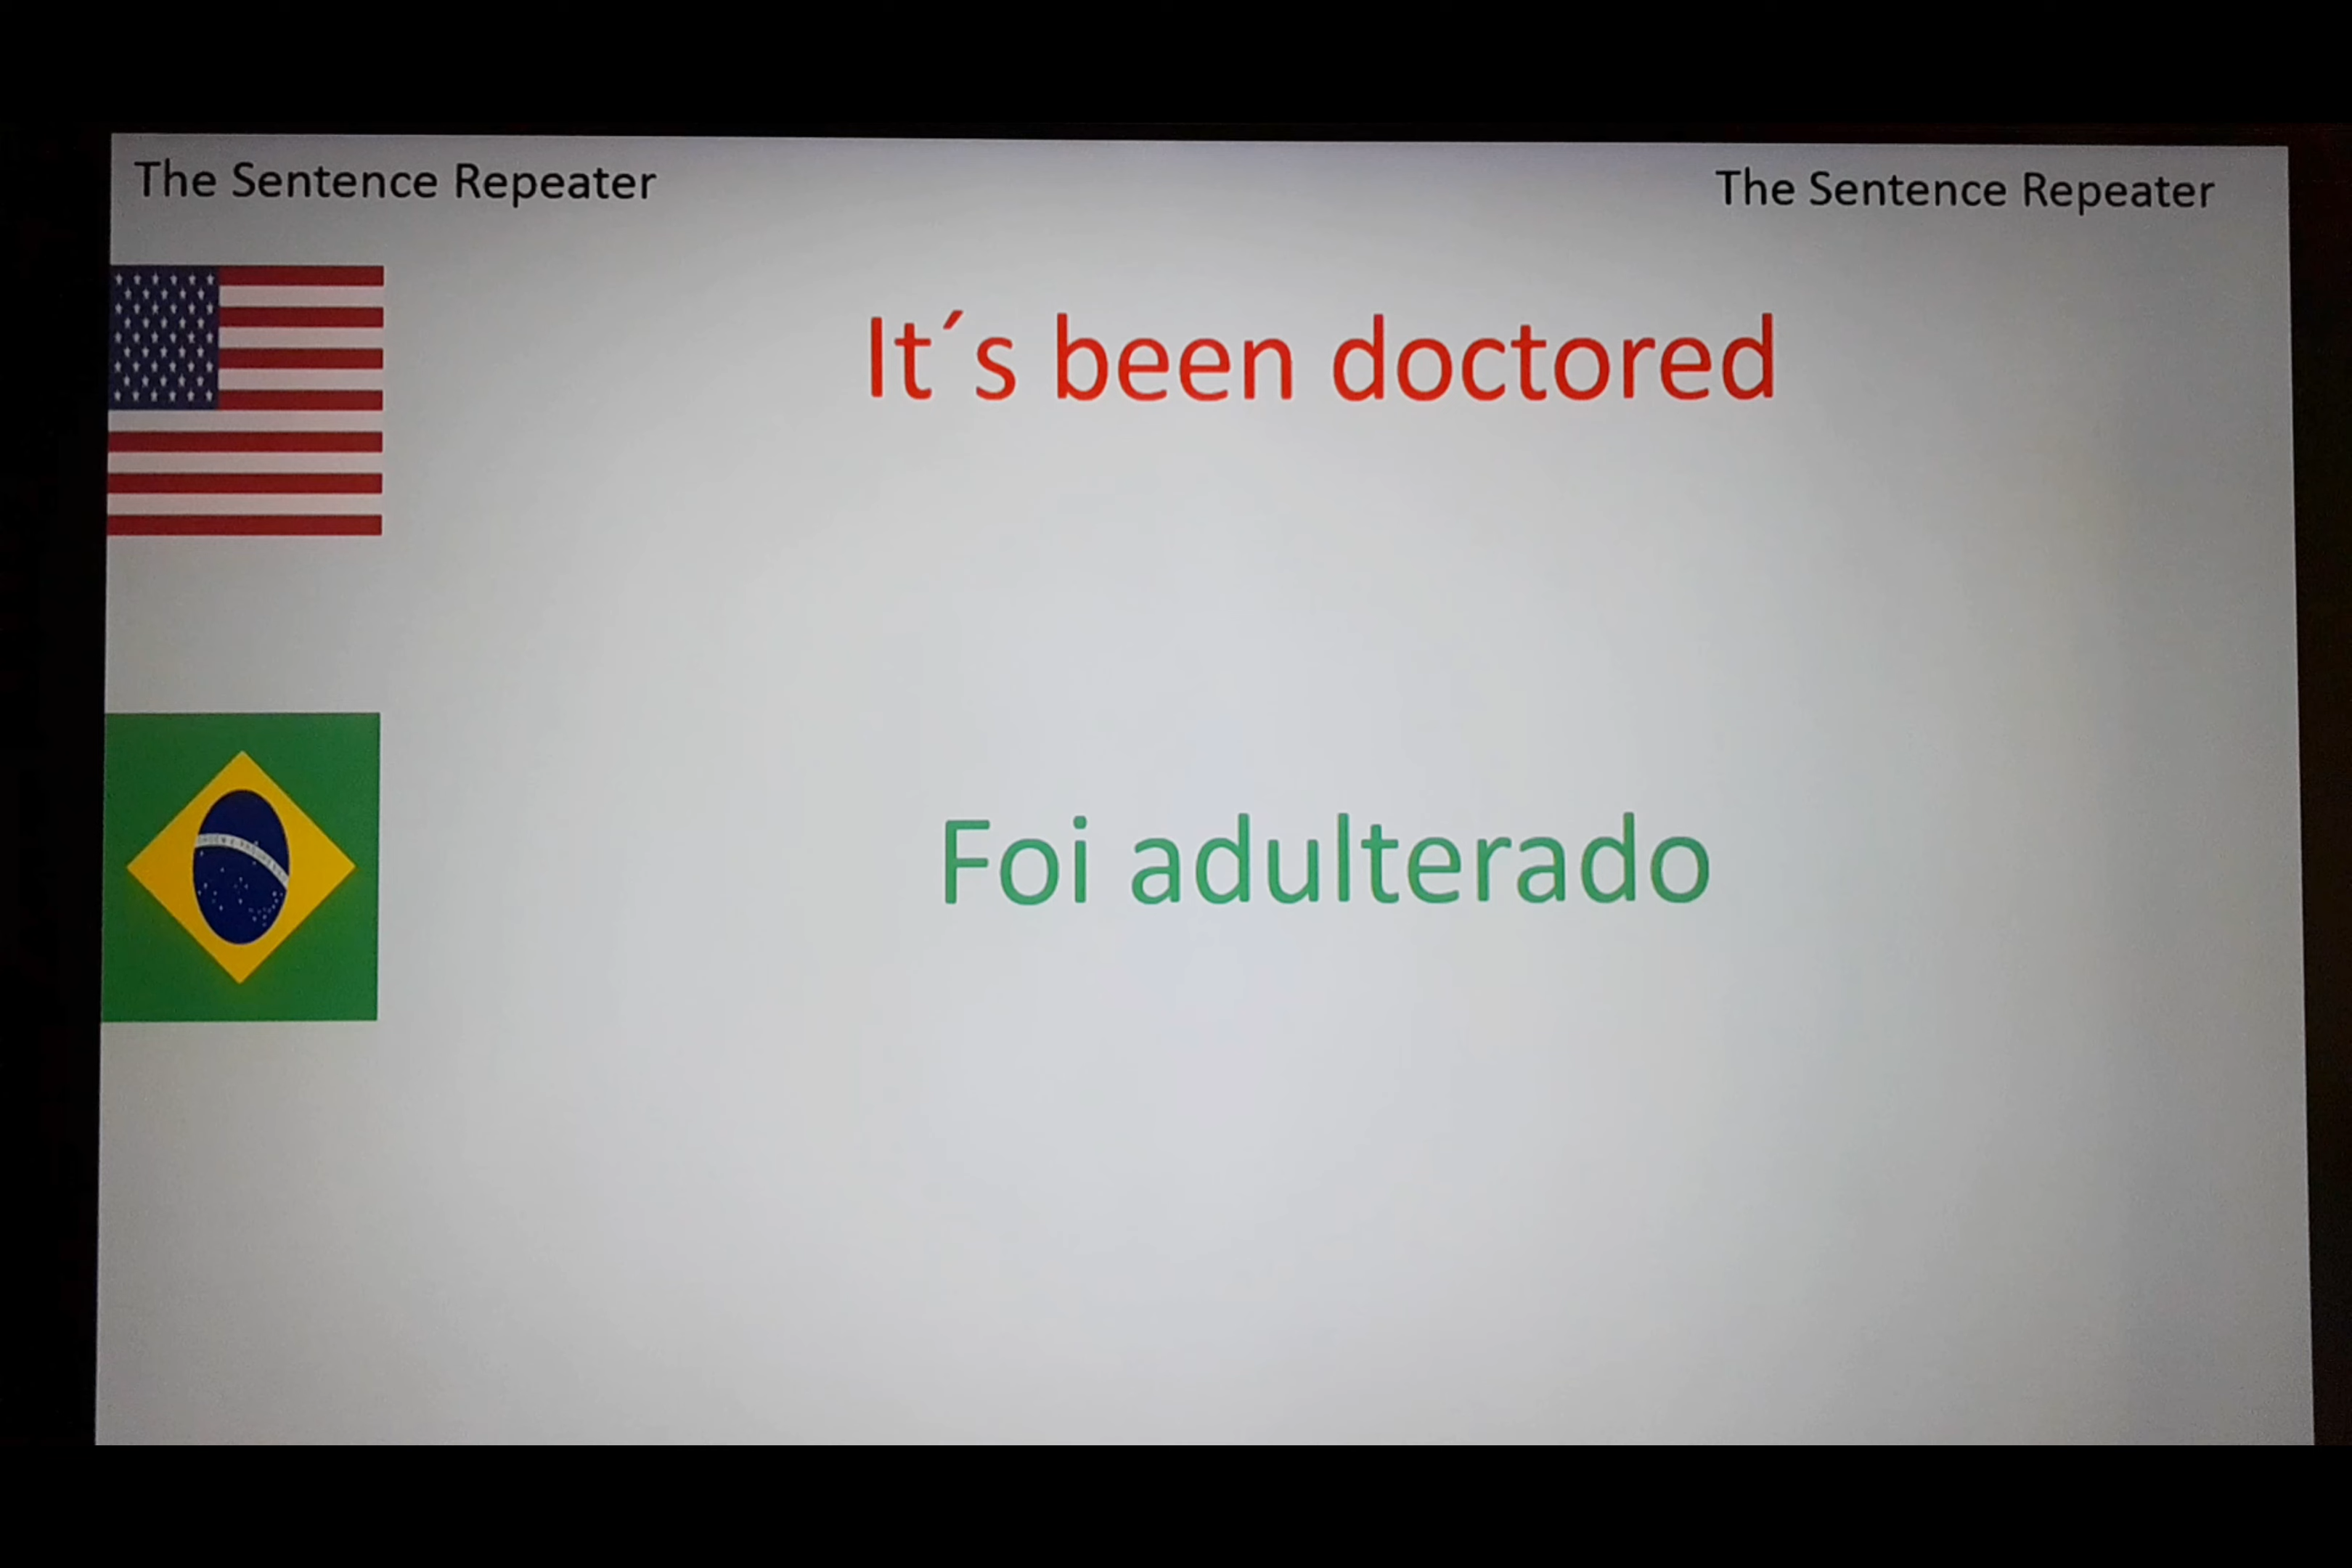 The Sentence Repeater
The Sentence Repeater
It´s been doctored
Foi adulterado